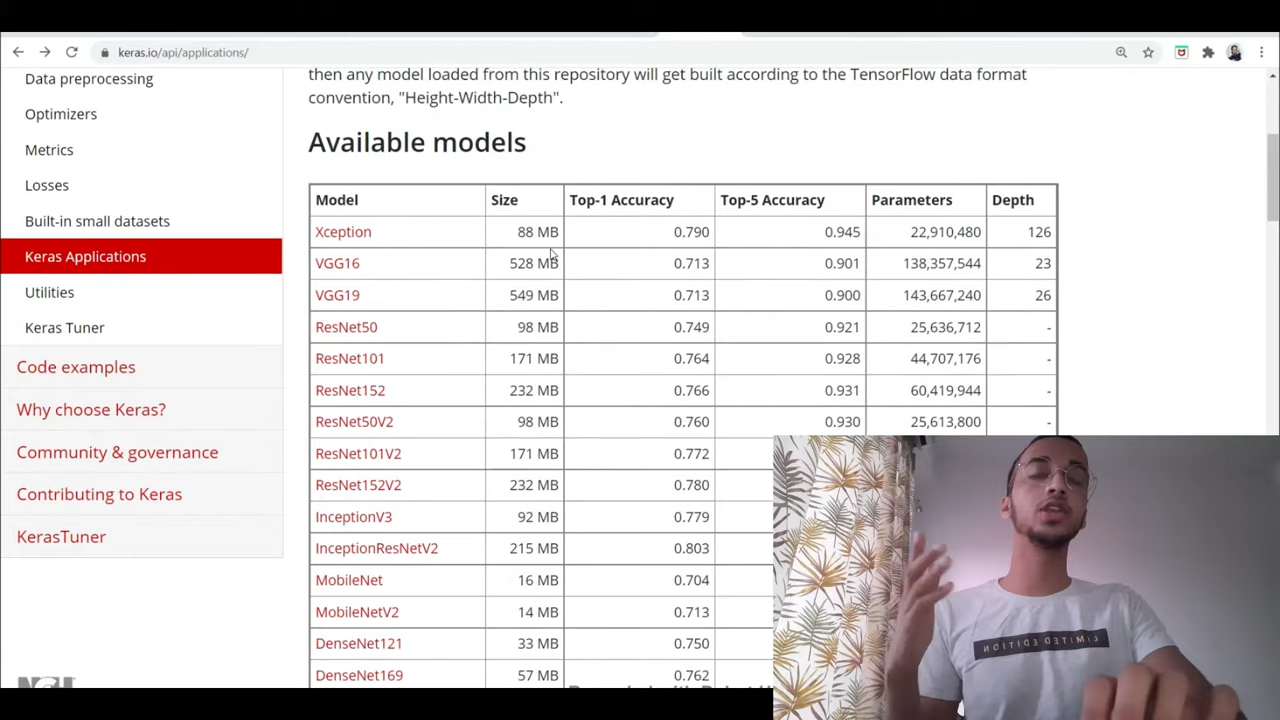 keras.io/api/applications/
Data preprocessing
Optimizers
Metrics
Losses
Built-in small datasets
Keras Applications
Utilities
Keras Tuner
Code examples
Why choose Keras?
Community & governance
Contributing to Keras
KerasTuner
then any model loaded from this repository will get built according to the TensorFlow data format
convention, "Height-Width-Depth".
Available models
Model Size Top-1 Accuracy Top-5 Accuracy Parameters Depth
Xception 88 MB 0.790 0.945 22,910,480 126
VGG16 528 MB 0.713 0.901 138,357,544 23
VGG19 549 MB 0.713 0.900 143,667,240 26
ResNet50 98 MB 0.749 0.921 25,636,712 -
ResNet101 171 MB 0.764 0.928 44,707,176 -
ResNet152 232 MB 0.766 0.931 60,419,944 -
ResNet50V2 98 MB 0.760 0.930 25,613,800 -
ResNet101V2 171 MB 0.772
ResNet152V2 232 MB 0.780
InceptionV3 92 MB 0.779
InceptionResNetV2 215 MB 0.803
MobileNet 16 MB 0.704
MobileNetV2 14 MB 0.713
DenseNet121 33 MB 0.750
DenseNet169 57 MB 0.762
LIMITED EDITION